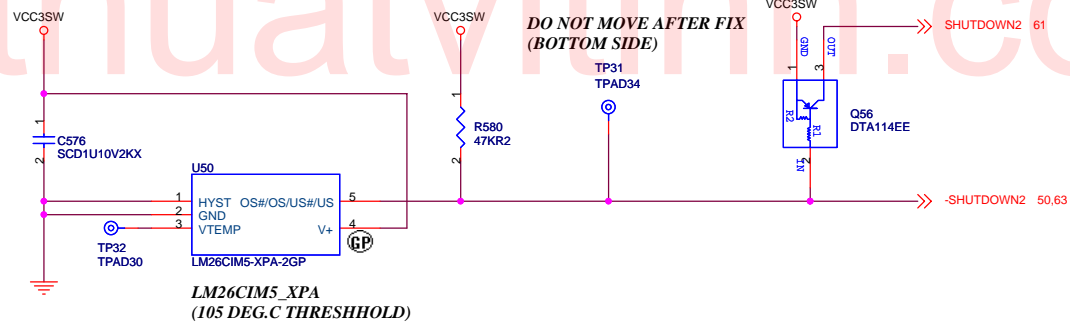 VCC3SW
VCC3SW
DO NOT MOVE AFTER FIX
(BOTTOM SIDE)
VCC3SW
SHUTDOWN2 61
TP31
TPAD34
GND
OUT
1
3
1
1
C576
SCD1U10V2KX
2
R580
47KR2
2
R2
R1
Q56
DTA114EE
IN
2
U50
1
HYST
OS#/OS/US#/US
5
2
GND
3
VTEMP
V+
4
GP
-SHUTDOWN2 50,63
TP32
TPAD30
LM26CIM5-XPA-2GP
LM26CIM5_XPA
(105 DEG.C THRESHHOLD)